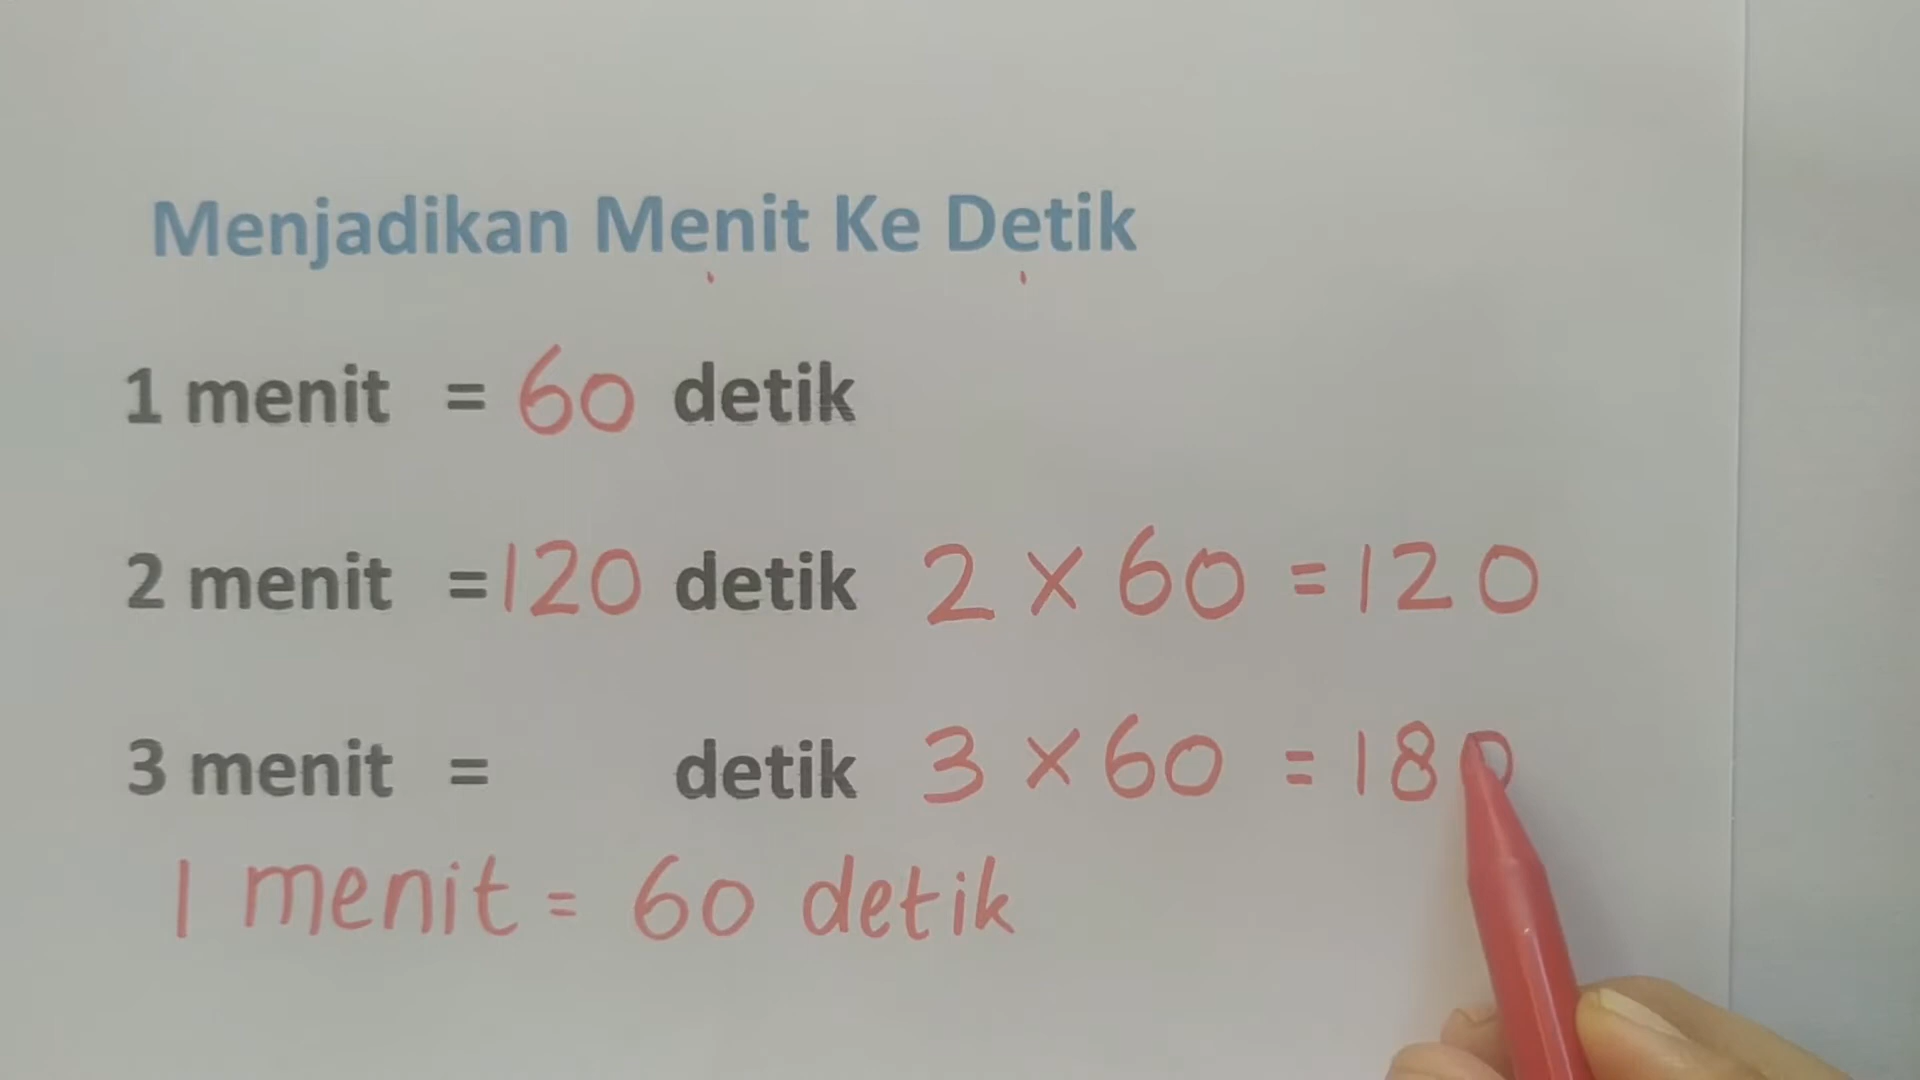 Menjadikan Menit Ke Detik
1 menit = 60 detik
2 menit = 120 detik 2 × 60 = 120
3 menit = detik 3 × 60 = 180
1 menit = 60 detik